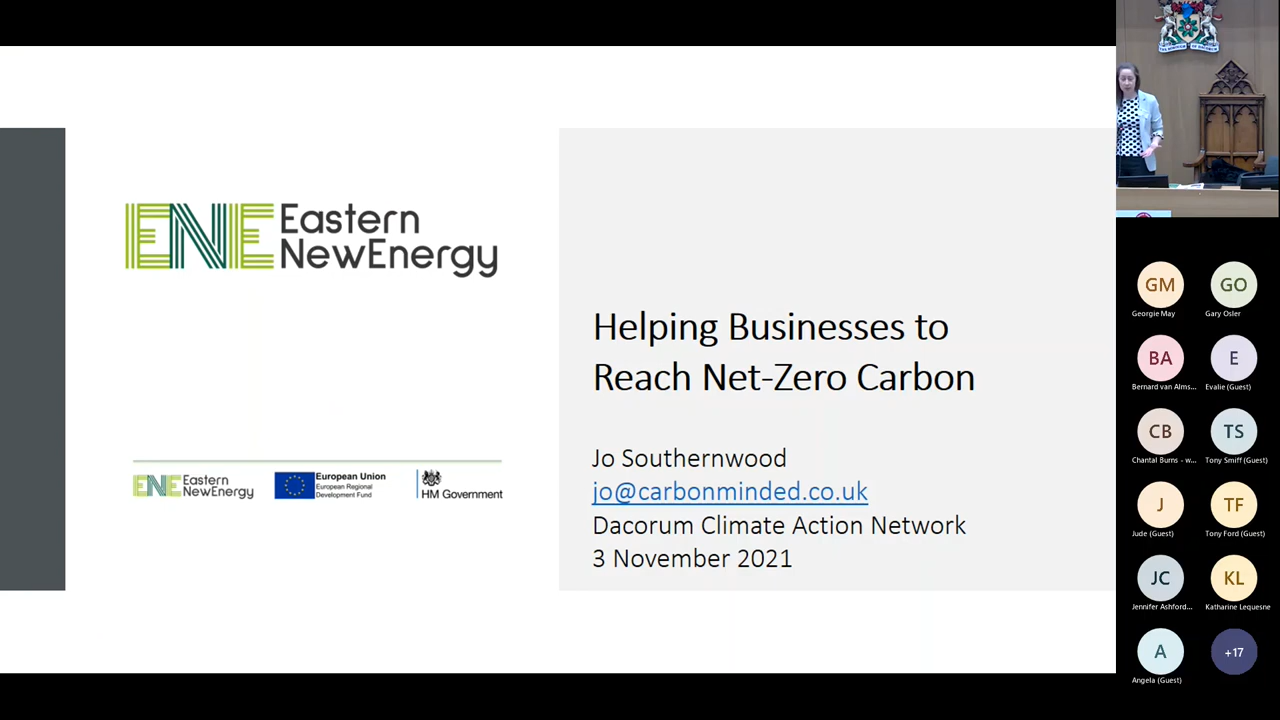 ENE Eastern
NewEnergy
Helping Businesses to
Reach Net-Zero Carbon
Jo Southernwood
jo@carbonminded.co.uk
Dacorum Climate Action Network
3 November 2021
ENE Eastern
NewEnergy
European Union
European Regional
Development Fund
HM Government
GM
Georgie May
GO
Gary Osler
BA
Bernard van Alms...
E
Evalie (Guest)
CB
Chantal Burns - w...
TS
Tony Smiff (Guest)
J
Jude (Guest)
TF
Tony Ford (Guest)
JC
Jennifer Ashford...
KL
Katharine Lequesne
A
Angela (Guest)
+17